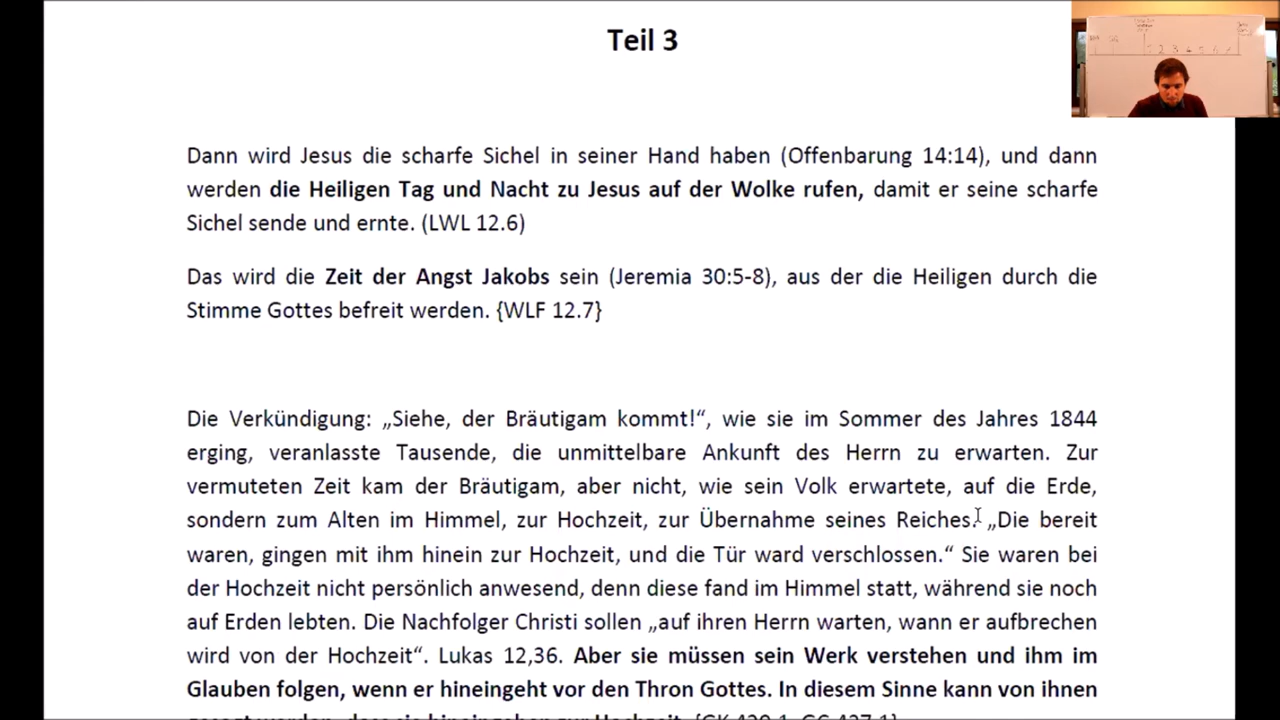 Teil 3
Dann wird Jesus die scharfe Sichel in seiner Hand haben (Offenbarung 14:14), und dann
werden die Heiligen Tag und Nacht zu Jesus auf der Wolke rufen, damit er seine scharfe
Sichel sende und ernte. (LWL 12.6)
Das wird die Zeit der Angst Jakobs sein (Jeremia 30:5-8), aus der die Heiligen durch die
Stimme Gottes befreit werden. {WLF 12.7}
Die Verkündigung: „Siehe, der Bräutigam kommt!“, wie sie im Sommer des Jahres 1844
erging, veranlasste Tausende, die unmittelbare Ankunft des Herrn zu erwarten. Zur
vermuteten Zeit kam der Bräutigam, aber nicht, wie sein Volk erwartete, auf die Erde,
sondern zum Alten im Himmel, zur Hochzeit, zur Übernahme seines Reiches. „Die bereit
waren, gingen mit ihm hinein zur Hochzeit, und die Tür ward verschlossen.“ Sie waren bei
der Hochzeit nicht persönlich anwesend, denn diese fand im Himmel statt, während sie noch
auf Erden lebten. Die Nachfolger Christi sollen „auf ihren Herrn warten, wann er aufbrechen
wird von der Hochzeit“. Lukas 12,36. Aber sie müssen sein Werk verstehen und ihm im
Glauben folgen, wenn er hineingeht vor den Thron Gottes. In diesem Sinne kann von ihnen